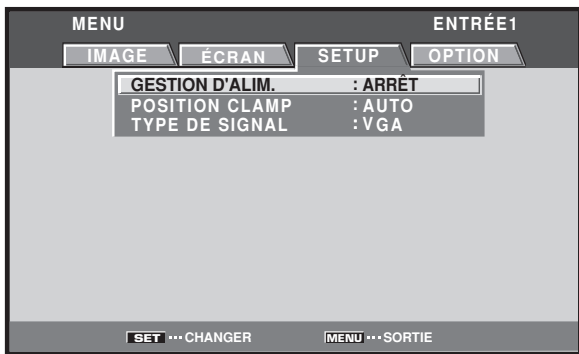 MENU ENTRÉE1
IMAGE ÉCRAN SETUP OPTION
GESTION D'ALIM. : ARRÊT
POSITION CLAMP : AUTO
TYPE DE SIGNAL : VGA
SET ··· CHANGER MENU ··· SORTIE